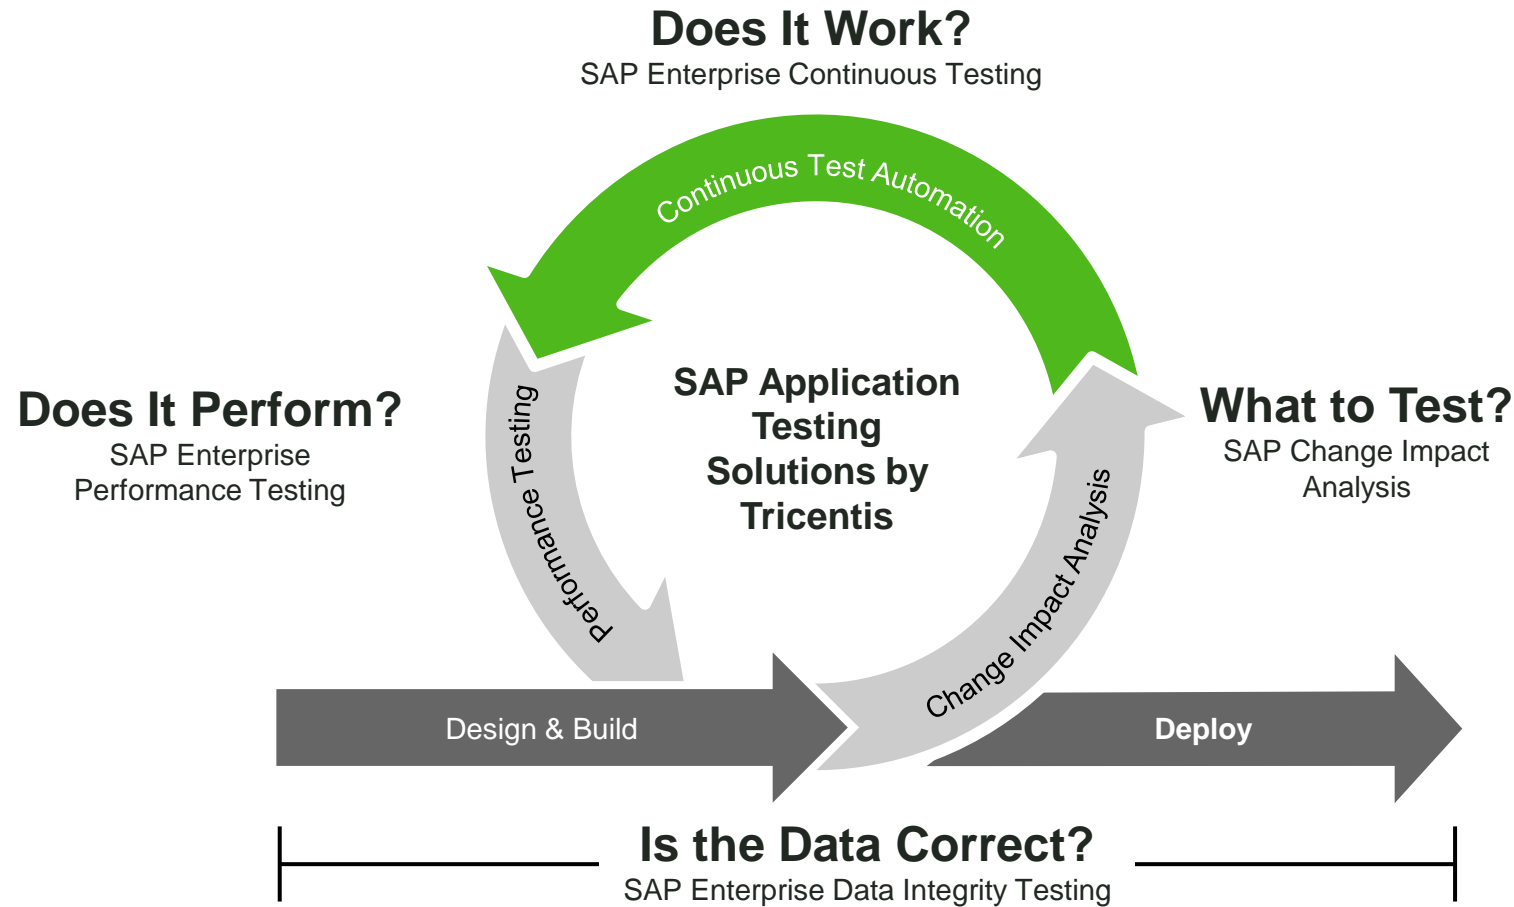 Does It Work?
SAP Enterprise Continuous Testing
Continuous Test Automation
Does It Perform?
SAP Enterprise
Performance Testing
Performance Testing
SAP Application
Testing
Solutions by
Tricentis
What to Test?
SAP Change Impact
Analysis
Change Impact Analysis
Design & Build
Deploy
Is the Data Correct?
SAP Enterprise Data Integrity Testing